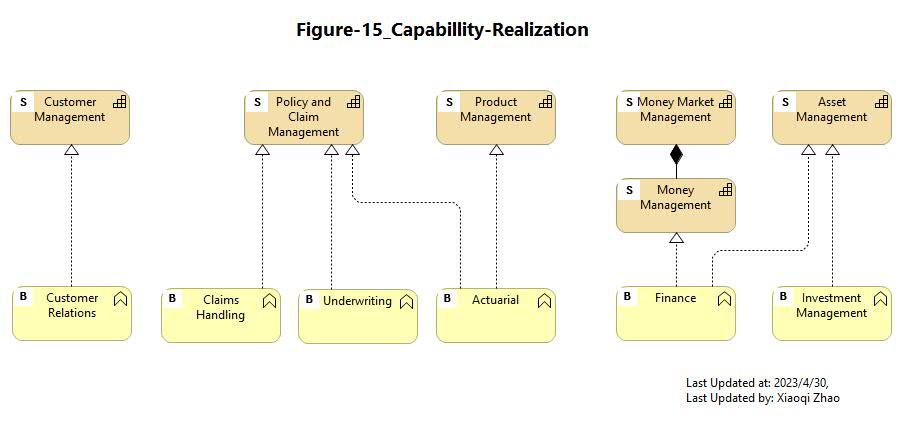 Figure-15_Capabillity-Realization
S
Customer
Management
S
Policy and
Claim
Management
S
Product
Management
S
Money Market
Management
S
Asset
Management
S
Money
Management
B
Customer
Relations
B
Claims
Handling
B
Underwriting
B
Actuarial
B
Finance
B
Investment
Management
Last Updated at: 2023/4/30,
Last Updated by: Xiaoqi Zhao